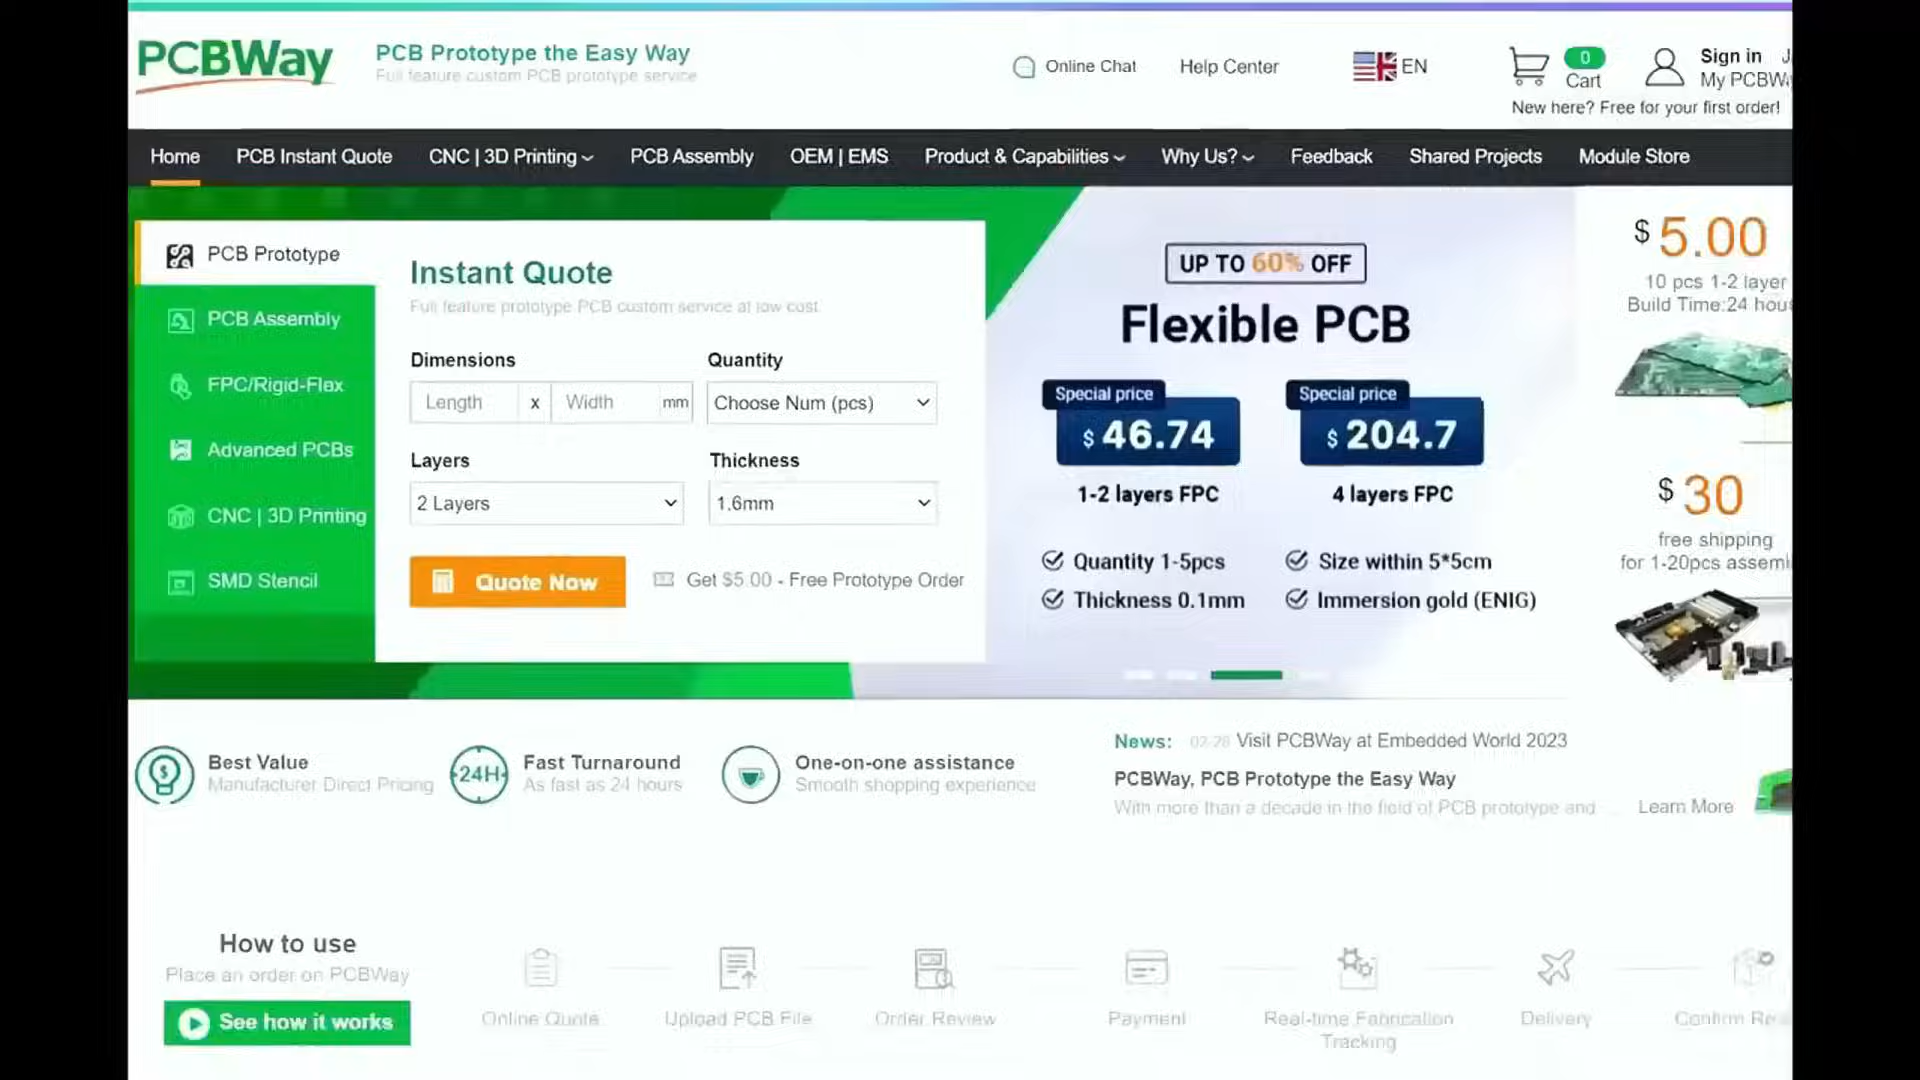 PCBWay
PCB Prototype the Easy Way
Full feature custom PCB prototype service
Online Chat
Help Center
EN
0
Cart
Sign in
My PCBWay
New here? Free for your first order!
Home
PCB Instant Quote
CNC | 3D Printing
PCB Assembly
OEM | EMS
Product & Capabilities
Why Us?
Feedback
Shared Projects
Module Store
PCB Prototype
PCB Assembly
FPC/Rigid-Flex
Advanced PCBs
CNC | 3D Printing
SMD Stencil
Instant Quote
Full feature prototype PCB custom service at low cost
Dimensions
Quantity
Length x Width mm
Choose Num (pcs)
Layers
Thickness
2 Layers
1.6mm
Quote Now
Get $5.00 - Free Prototype Order
UP TO 60% OFF
Flexible PCB
Special price
$ 46.74
1-2 layers FPC
Special price
$ 204.7
4 layers FPC
Quantity 1-5pcs
Size within 5*5cm
Thickness 0.1mm
Immersion gold (ENIG)
$ 5.00
10 pcs 1-2 layer
Build Time:24 hou
$ 30
free shipping
for 1-20pcs assem
Best Value
Manufacturer Direct Pricing
24H
Fast Turnaround
As fast as 24 hours
One-on-one assistance
Smooth shopping experience
News: 02-28 Visit PCBWay at Embedded World 2023
PCBWay, PCB Prototype the Easy Way
With more than a decade in the field of PCB prototype and
Learn More
How to use
Place an order on PCBWay
See how it works
Online Quote
Upload PCB File
Order Review
Payment
Real-time Fabrication
Tracking
Delivery
Confirm Re